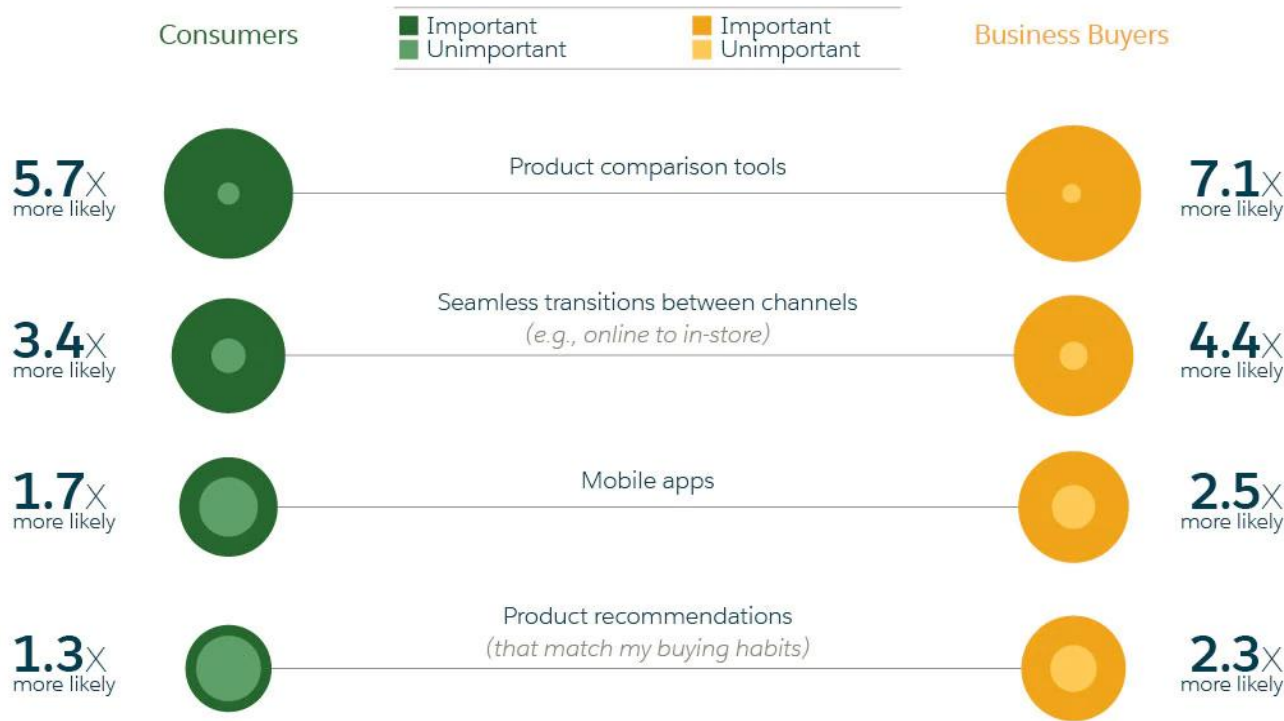 Consumers
Important
Unimportant
Important
Unimportant
Business Buyers
5.7X
more likely
Product comparison tools
7.1X
more likely
3.4X
more likely
Seamless transitions between channels
(e.g., online to in-store)
4.4X
more likely
1.7X
more likely
Mobile apps
2.5X
more likely
1.3X
more likely
Product recommendations
(that match my buying habits)
2.3X
more likely